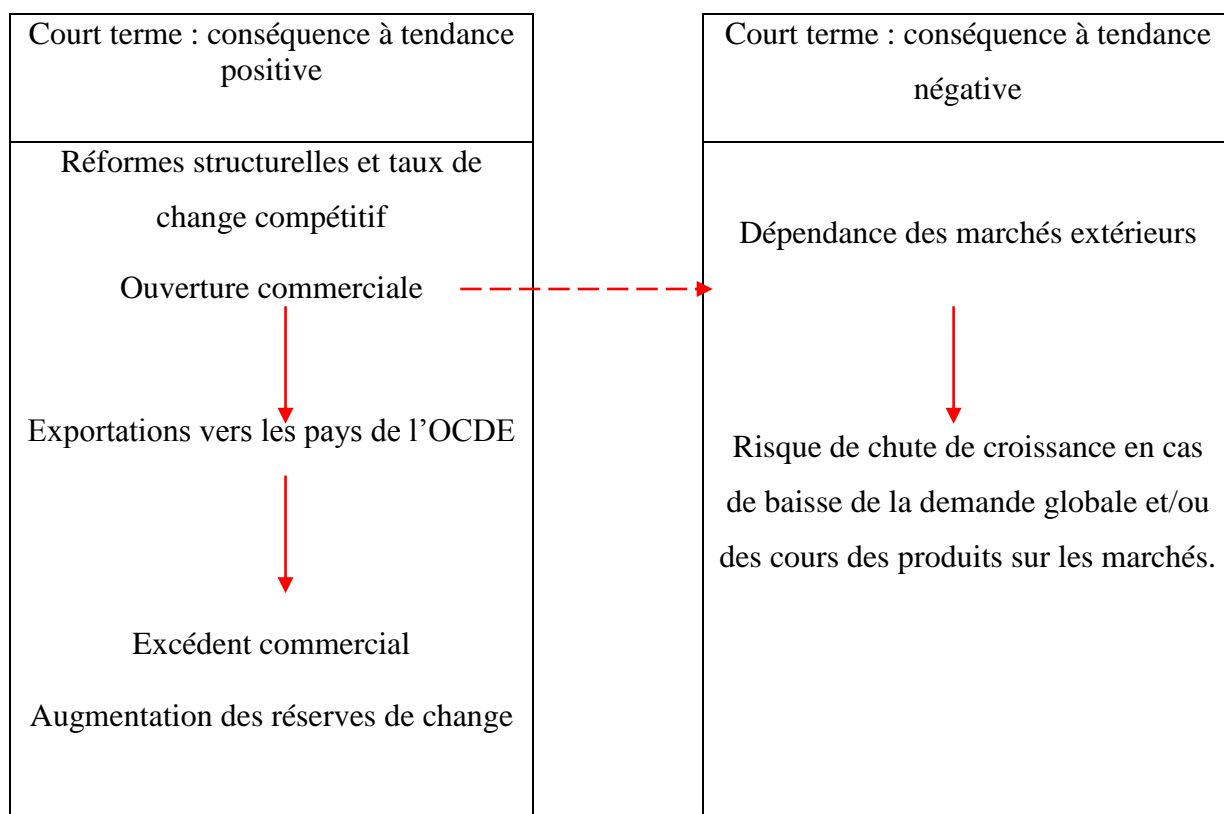 Court terme : conséquence à tendance
positive
Réformes structurelles et taux de
change compétitif
Ouverture commerciale
Exportations vers les pays de l’OCDE
Excédent commercial
Augmentation des réserves de change
Court terme : conséquence à tendance
négative
Dépendance des marchés extérieurs
Risque de chute de croissance en cas
de baisse de la demande globale et/ou
des cours des produits sur les marchés.